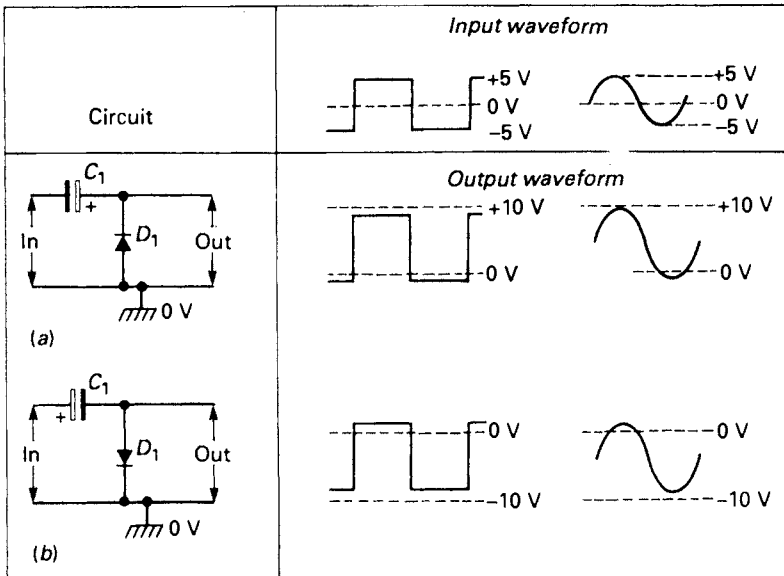 Input waveform
+5 V
0 V
−5 V
+5 V
0 V
−5 V
Circuit
Output waveform
C1
+
In
D1
Out
0 V
(a)
+10 V
0 V
+10 V
0 V
C1
+
In
D1
Out
0 V
(b)
0 V
−10 V
0 V
−10 V